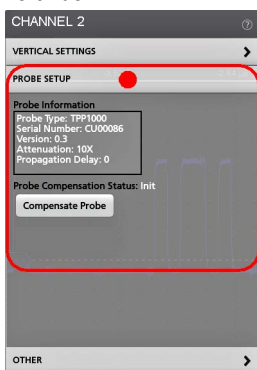 CHANNEL 2
VERTICAL SETTINGS
PROBE SETUP
Probe Information
Probe Type: TPP1000
Serial Number: CU00086
Version: 0.3
Attenuation: 10X
Propagation Delay: 0
Probe Compensation Status: Init
Compensate Probe
OTHER